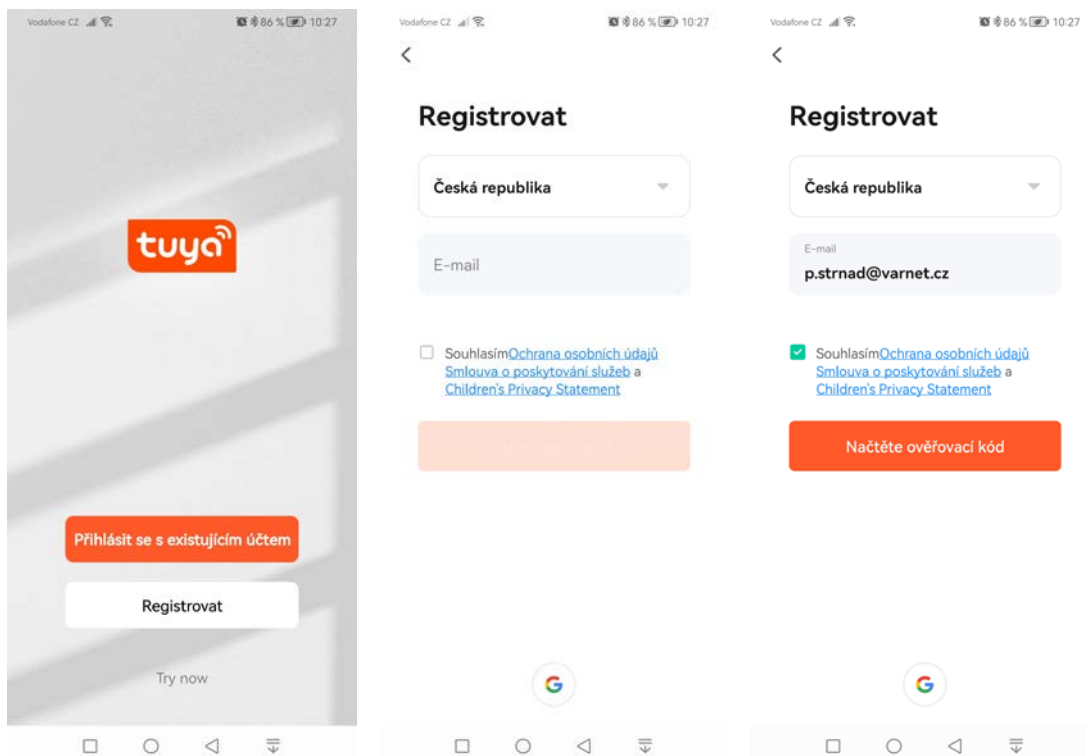 Vodafone CZ 86 % 10:27
tuya
Přihlásit se s existujícím účtem
Registrovat
Try now
Vodafone CZ 86 % 10:27
Registrovat
Česká republika
E-mail
SouhlasímOchrana osobních údajů
Smlouva o poskytování služeb a
Children's Privacy Statement
Vodafone CZ 86 % 10:27
Registrovat
Česká republika
E-mail
p.strnad@varnet.cz
SouhlasímOchrana osobních údajů
Smlouva o poskytování služeb a
Children's Privacy Statement
Načtěte ověřovací kód